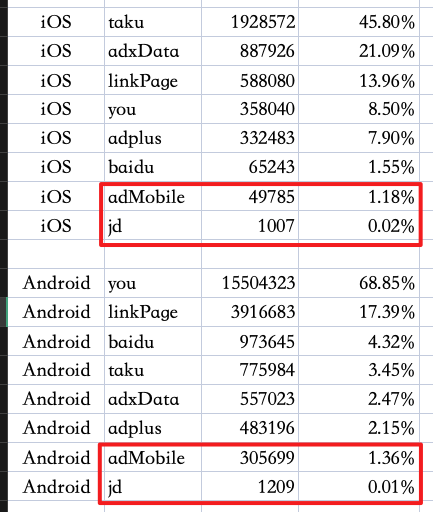 iOS taku 1928572 45.80%
iOS adxData 887926 21.09%
iOS linkPage 588080 13.96%
iOS you 358040 8.50%
iOS adplus 332483 7.90%
iOS baidu 65243 1.55%
iOS adMobile 49785 1.18%
iOS jd 1007 0.02%
Android you 15504323 68.85%
Android linkPage 3916683 17.39%
Android baidu 973645 4.32%
Android taku 775984 3.45%
Android adxData 557023 2.47%
Android adplus 483196 2.15%
Android adMobile 305699 1.36%
Android jd 1209 0.01%